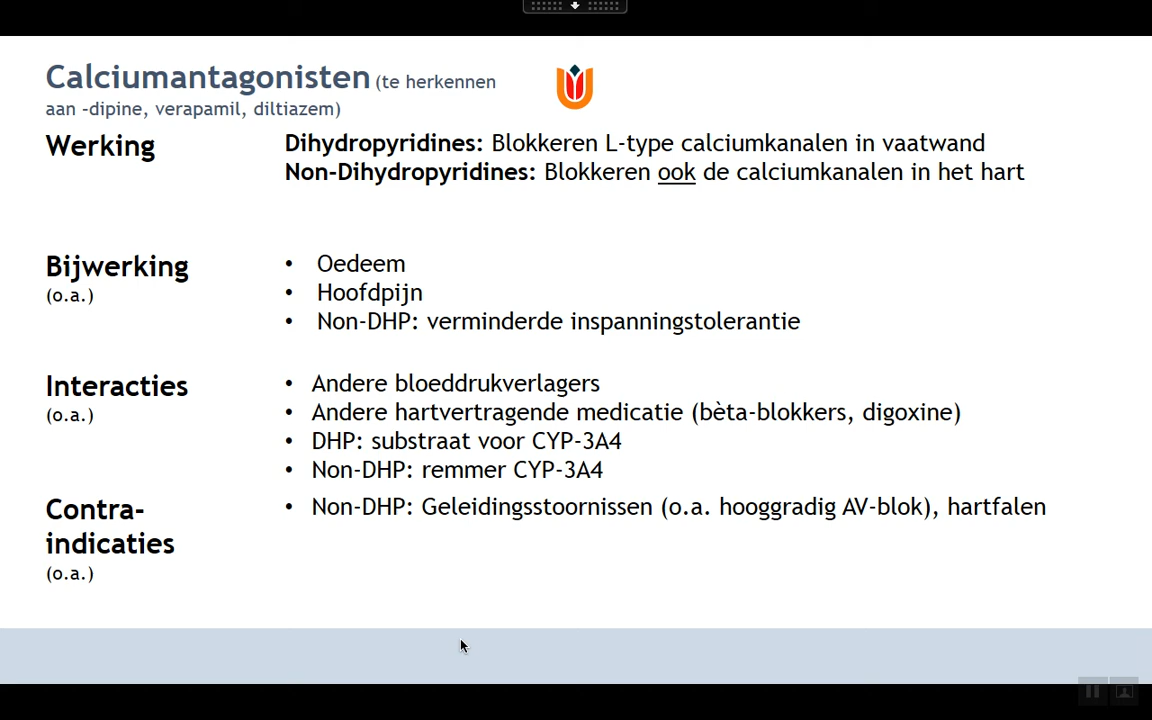 Calciumantagonisten (te herkennen
aan -dipine, verapamil, diltiazem)
Werking
Dihydropyridines: Blokkeren L-type calciumkanalen in vaatwand
Non-Dihydropyridines: Blokkeren ook de calciumkanalen in het hart
Bijwerking
(o.a.)
• Oedeem
• Hoofdpijn
• Non-DHP: verminderde inspanningstolerantie
Interacties
(o.a.)
• Andere bloeddrukverlagers
• Andere hartvertragende medicatie (bèta-blokkers, digoxine)
• DHP: substraat voor CYP-3A4
• Non-DHP: remmer CYP-3A4
Contra-
indicaties
(o.a.)
• Non-DHP: Geleidingsstoornissen (o.a. hooggradig AV-blok), hartfalen